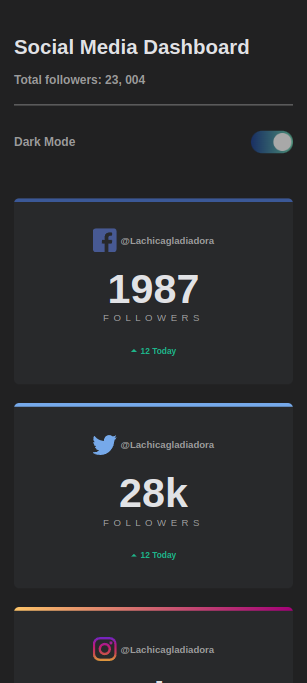 Social Media Dashboard
Total followers: 23, 004
Dark Mode
@Lachicagladiadora
1987
FOLLOWERS
12 Today
@Lachicagladiadora
28k
FOLLOWERS
12 Today
@Lachicagladiadora